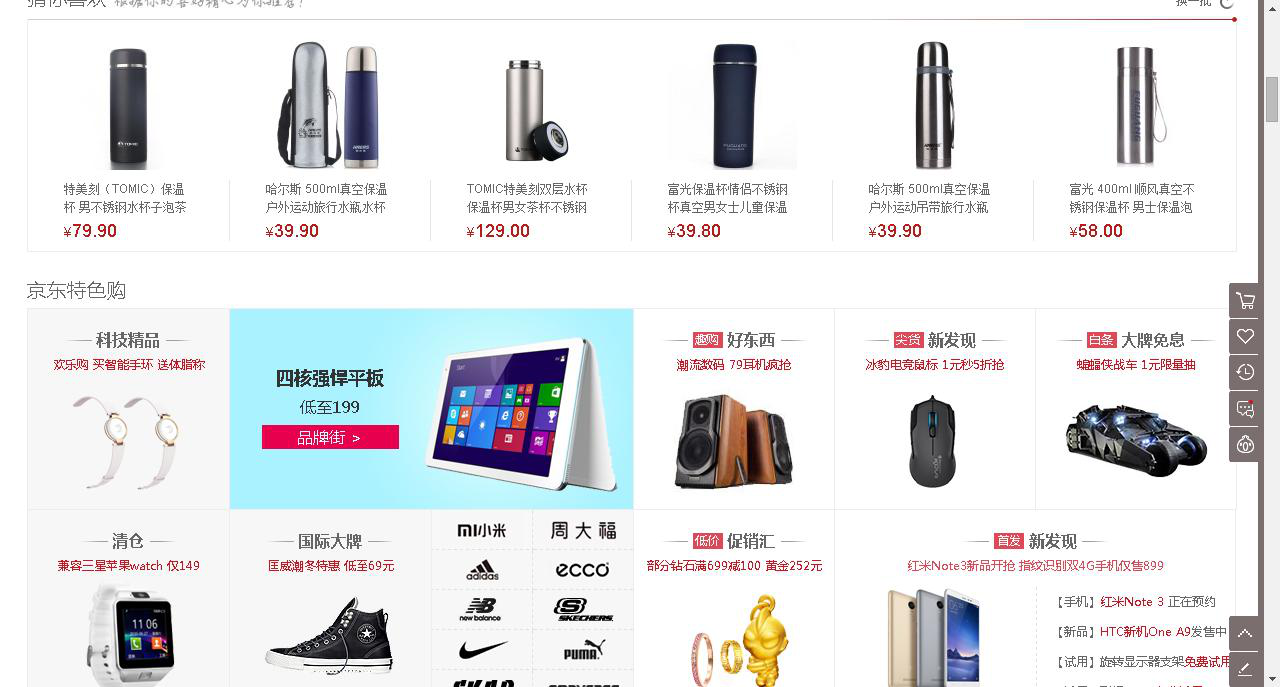 猜你喜欢 根据你的喜好精心为你推荐！
换一批
特美刻（TOMIC）保温
杯 男不锈钢水杯子泡茶
¥79.90
哈尔斯 500ml真空保温
户外运动旅行水瓶水杯
¥39.90
TOMIC特美刻双层水杯
保温杯男女茶杯不锈钢
¥129.00
富光保温杯情侣不锈钢
杯真空男女士儿童保温
¥39.80
哈尔斯 500ml真空保温
户外运动吊带旅行水瓶
¥39.90
富光 400ml顺风真空不
锈钢保温杯 男士保温泡
¥58.00
京东特色购
科技精品
欢乐购 买智能手环 送体脂称
四核强悍平板
低至199
品牌街 >
趣购 好东西
潮流数码 79耳机疯抢
尖货 新发现
冰豹电竞鼠标 1元秒5折抢
白条 大牌免息
蝙蝠侠战车 1元限量抽
清仓
兼容三星苹果watch 仅149
11 06
国际大牌
匡威潮冬特惠 低至69元
小米
周大福
adidas
ecco
new balance
SKECHERS
PUMA
低价 促销汇
部分钻石满699减100 黄金252元
首发 新发现
红米Note3新品开抢 指纹识别双4G手机仅售899
【手机】红米Note 3 正在预约
【新品】HTC新机One A9发售中
【试用】旋转显示器支架免费试用